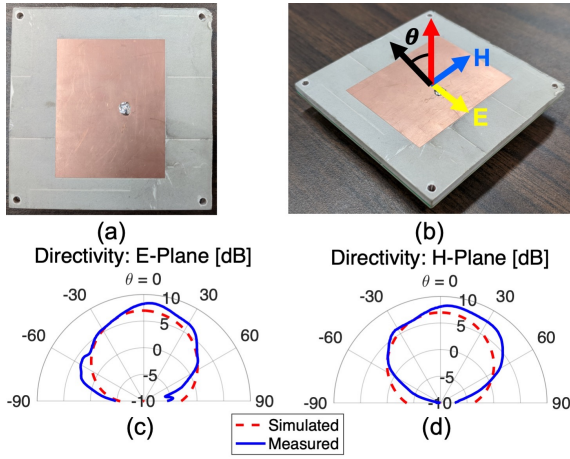 θ
H
E
(a)
(b)
Directivity: E-Plane [dB]
Directivity: H-Plane [dB]
θ = 0
-30
10
30
-60
5
60
0
-5
-90
-10
90
θ = 0
-30
10
30
-60
5
60
0
-5
-90
-10
90
(c)
(d)
Simulated
Measured